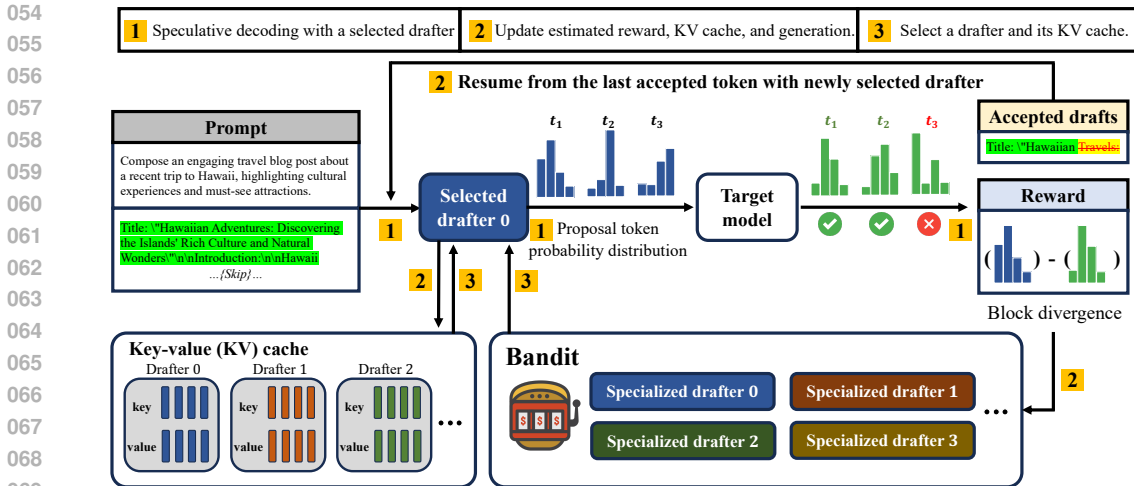 054
055
056
057
058
059
060
061
062
063
064
065
066
067
068
1 Speculative decoding with a selected drafter
2 Update estimated reward, KV cache, and generation.
3 Select a drafter and its KV cache.
2 Resume from the last accepted token with newly selected drafter
Prompt
Compose an engaging travel blog post about
a recent trip to Hawaii, highlighting cultural
experiences and must-see attractions.
Title: \"Hawaiian Adventures: Discovering
the Islands' Rich Culture and Natural
Wonders\"\n\nIntroduction:\n\nHawaii
...{Skip}...
1
Selected
drafter 0
t1 t2 t3
1 Proposal token
probability distribution
Target
model
t1 t2 t3
1
Accepted drafts
Title: \"Hawaiian Travels:
Reward
( ) - ( )
Block divergence
2
2 3
3
Key-value (KV) cache
Drafter 0 Drafter 1 Drafter 2
key key key
value value value
...
Bandit
$ $ $
Specialized drafter 0 Specialized drafter 1
Specialized drafter 2 Specialized drafter 3
...